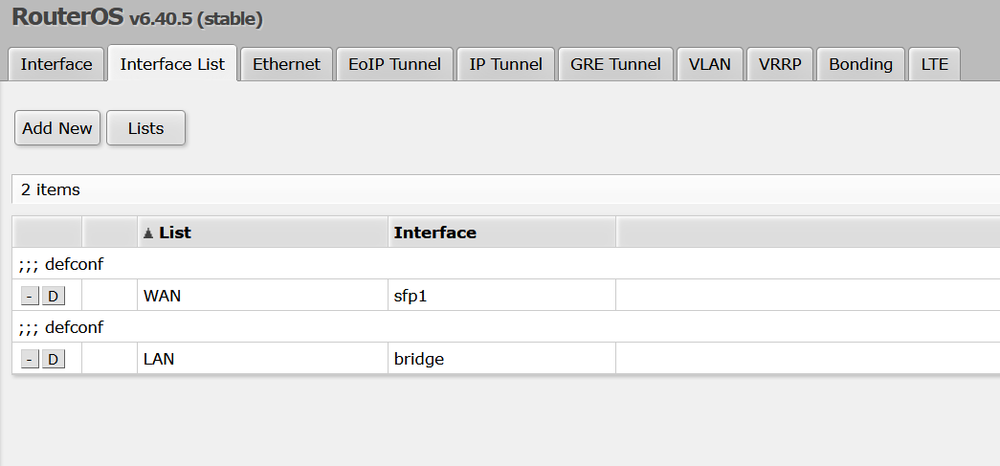 RouterOS v6.40.5 (stable)
Interface Interface List Ethernet EoIP Tunnel IP Tunnel GRE Tunnel VLAN VRRP Bonding LTE
Add New Lists
2 items
▲ List Interface
;;; defconf
- D WAN sfp1
;;; defconf
- D LAN bridge